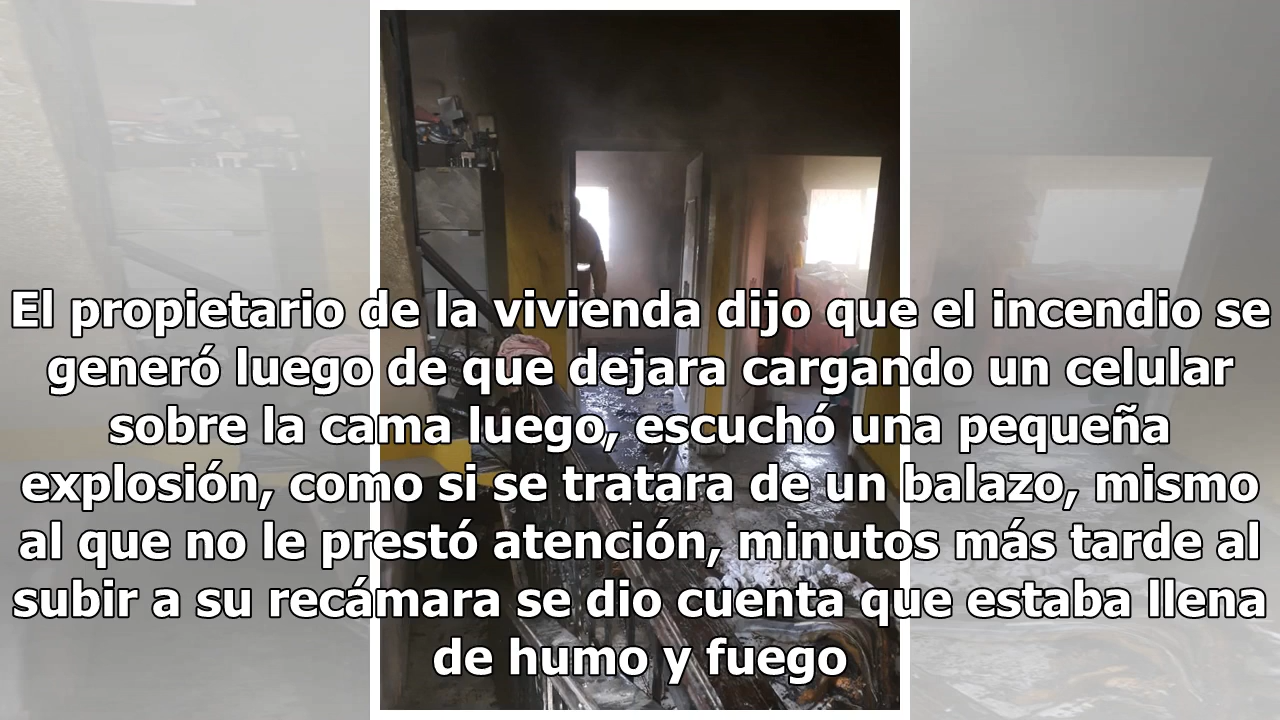 El propietario de la vivienda dijo que el incendio se
generó luego de que dejara cargando un celular
sobre la cama luego, escuchó una pequeña
explosión, como si se tratara de un balazo, mismo
al que no le prestó atención, minutos más tarde al
subir a su recámara se dio cuenta que estaba llena
de humo y fuego